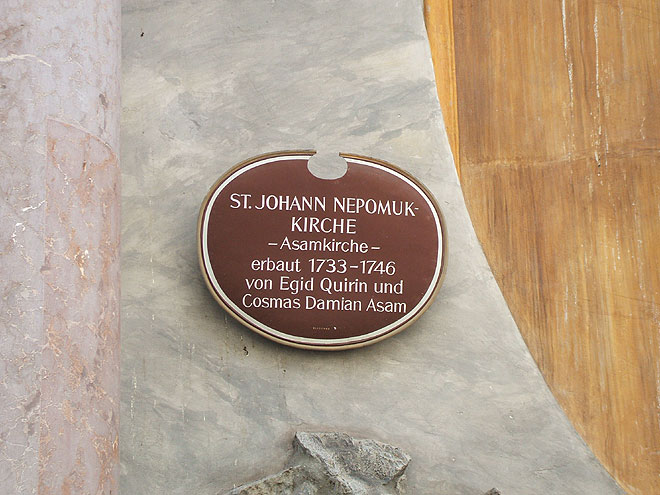 ST. JOHANN NEPOMUK-
KIRCHE
– Asamkirche –
erbaut 1733–1746
von Egid Quirin und
Cosmas Damian Asam